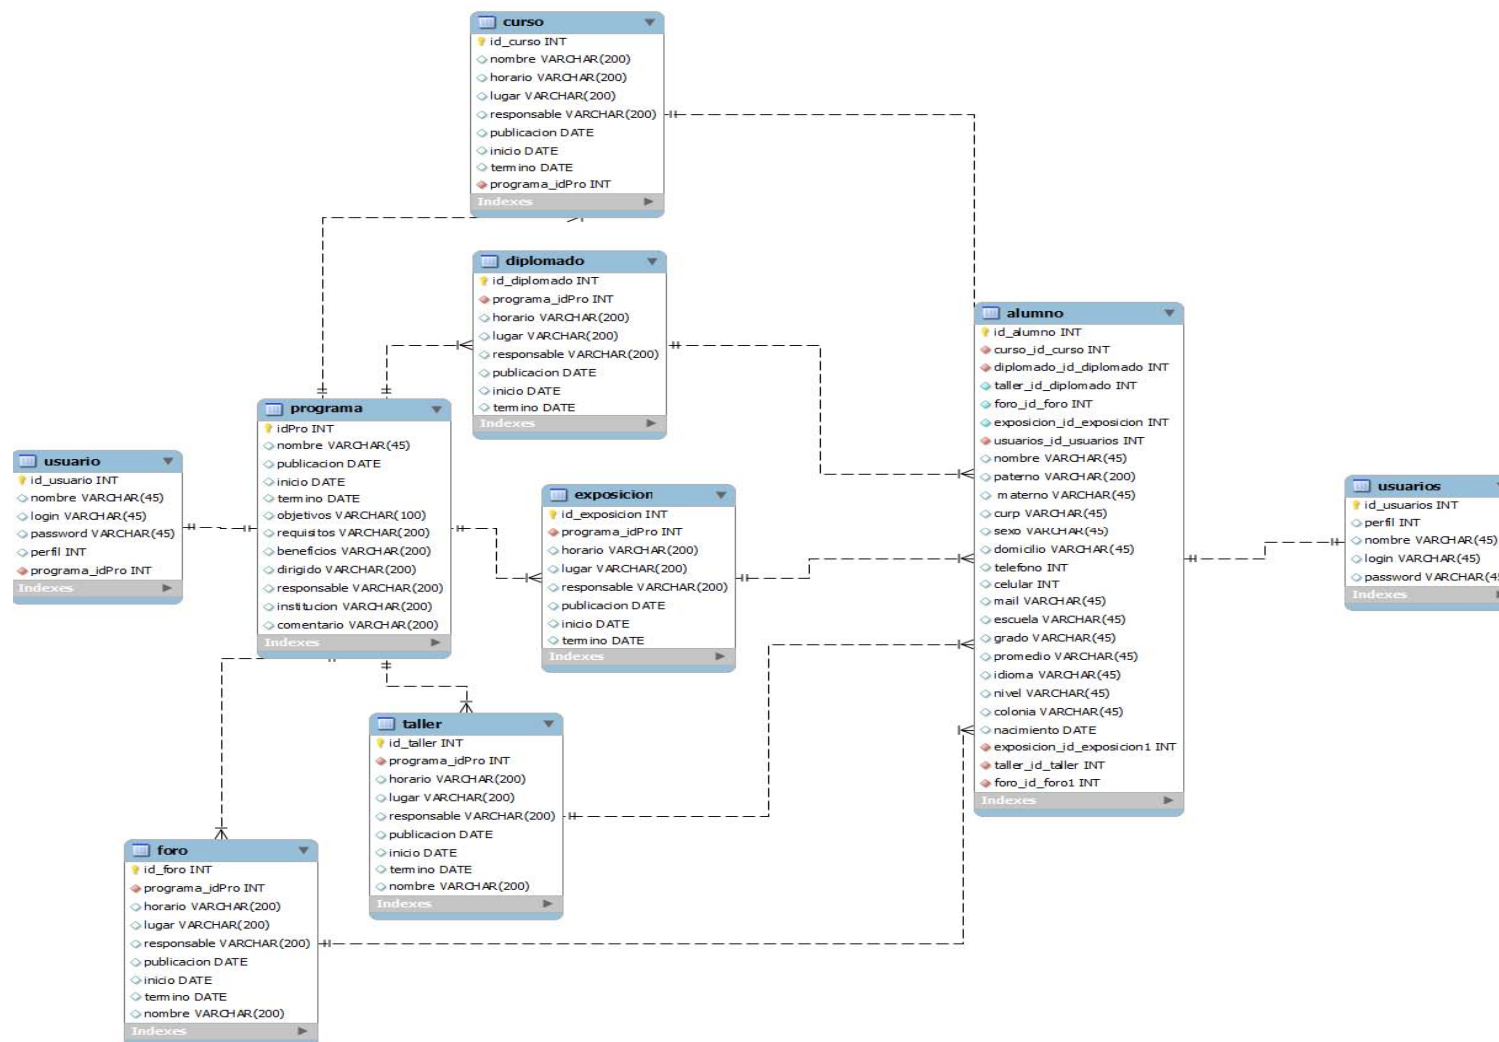 curso
id_curso INT
nombre VARCHAR(200)
horario VARCHAR(200)
lugar VARCHAR(200)
responsable VARCHAR(200)
publicacion DATE
inicio DATE
termino DATE
programa_idPro INT
Indexes
diplomado
id_diplomado INT
programa_idPro INT
horario VARCHAR(200)
lugar VARCHAR(200)
responsable VARCHAR(200)
publicacion DATE
inicio DATE
termino DATE
Indexes
programa
idPro INT
nombre VARCHAR(45)
publicacion DATE
inicio DATE
termino DATE
objetivos VARCHAR(100)
requisitos VARCHAR(200)
beneficios VARCHAR(200)
dirigido VARCHAR(200)
responsable VARCHAR(200)
institucion VARCHAR(200)
comentario VARCHAR(200)
Indexes
usuario
id_usuario INT
nombre VARCHAR(45)
login VARCHAR(45)
password VARCHAR(45)
perfil INT
programa_idPro INT
Indexes
exposicion
id_exposicion INT
programa_idPro INT
horario VARCHAR(200)
lugar VARCHAR(200)
responsable VARCHAR(200)
publicacion DATE
inicio DATE
termino DATE
Indexes
alumno
id_alumno INT
curso_id_curso INT
diplomado_id_diplomado INT
taller_id_diplomado INT
foro_id_foro INT
exposicion_id_exposicion INT
usuarios_id_usuarios INT
nombre VARCHAR(45)
paterno VARCHAR(200)
materno VARCHAR(45)
curp VARCHAR(45)
sexo VARCHAR(45)
domicilio VARCHAR(45)
telefono INT
celular INT
mail VARCHAR(45)
escuela VARCHAR(45)
grado VARCHAR(45)
promedio VARCHAR(45)
idioma VARCHAR(45)
nivel VARCHAR(45)
colonia VARCHAR(45)
nacimiento DATE
exposicion_id_exposicion1 INT
taller_id_taller INT
foro_id_foro1 INT
Indexes
usuarios
id_usuarios INT
perfil INT
nombre VARCHAR(45)
login VARCHAR(45)
password VARCHAR(45
Indexes
taller
id_taller INT
programa_idPro INT
horario VARCHAR(200)
lugar VARCHAR(200)
responsable VARCHAR(200)
publicacion DATE
inicio DATE
termino DATE
nombre VARCHAR(200)
Indexes
foro
id_foro INT
programa_idPro INT
horario VARCHAR(200)
lugar VARCHAR(200)
responsable VARCHAR(200)
publicacion DATE
inicio DATE
termino DATE
nombre VARCHAR(200)
Indexes